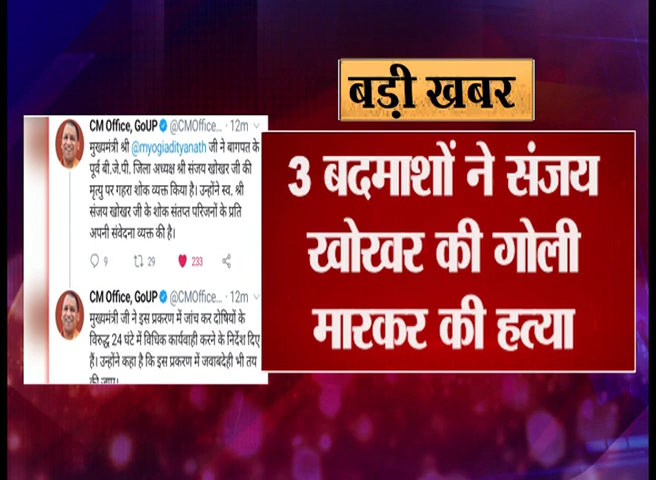 बड़ी खबर
3 बदमाशों ने संजय
खोखर की गोली
मारकर की हत्या
CM Office, GoUP @CMOffice... · 12m
मुख्यमंत्री श्री @myogiadityanath जी ने बागपत के
पूर्व बी.जे.पी. जिला अध्यक्ष श्री संजय खोखर जी की
मृत्यु पर गहरा शोक व्यक्त किया है। उन्होंने स्व. श्री
संजय खोखर जी के शोक संतप्त परिजनों के प्रति
अपनी संवेदना व्यक्त की है।
9 29 233
CM Office, GoUP @CMOffice... · 12m
मुख्यमंत्री जी ने इस प्रकरण में जांच कर दोषियों के
विरुद्ध 24 घंटे में विधिक कार्यवाही करने के निर्देश दिए
हैं। उन्होंने कहा है कि इस प्रकरण में जवाबदेही भी तय
की जाए।